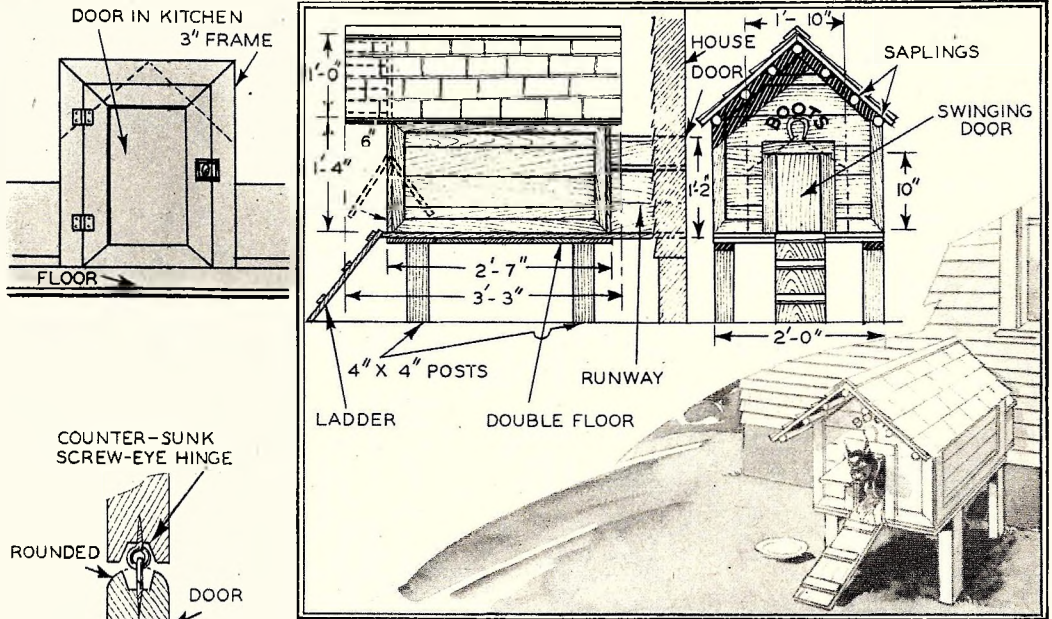 DOOR IN KITCHEN
3" FRAME
FLOOR
COUNTER-SUNK
SCREW-EYE HINGE
ROUNDED
DOOR
1'-0"
6"
1'-4"
2'-7"
3'-3"
4" X 4" POSTS
LADDER
DOUBLE FLOOR
RUNWAY
HOUSE
DOOR
1'-10"
SAPLINGS
SWINGING
DOOR
BOOTS
1'-2"
10"
2'-0"
BOOTS